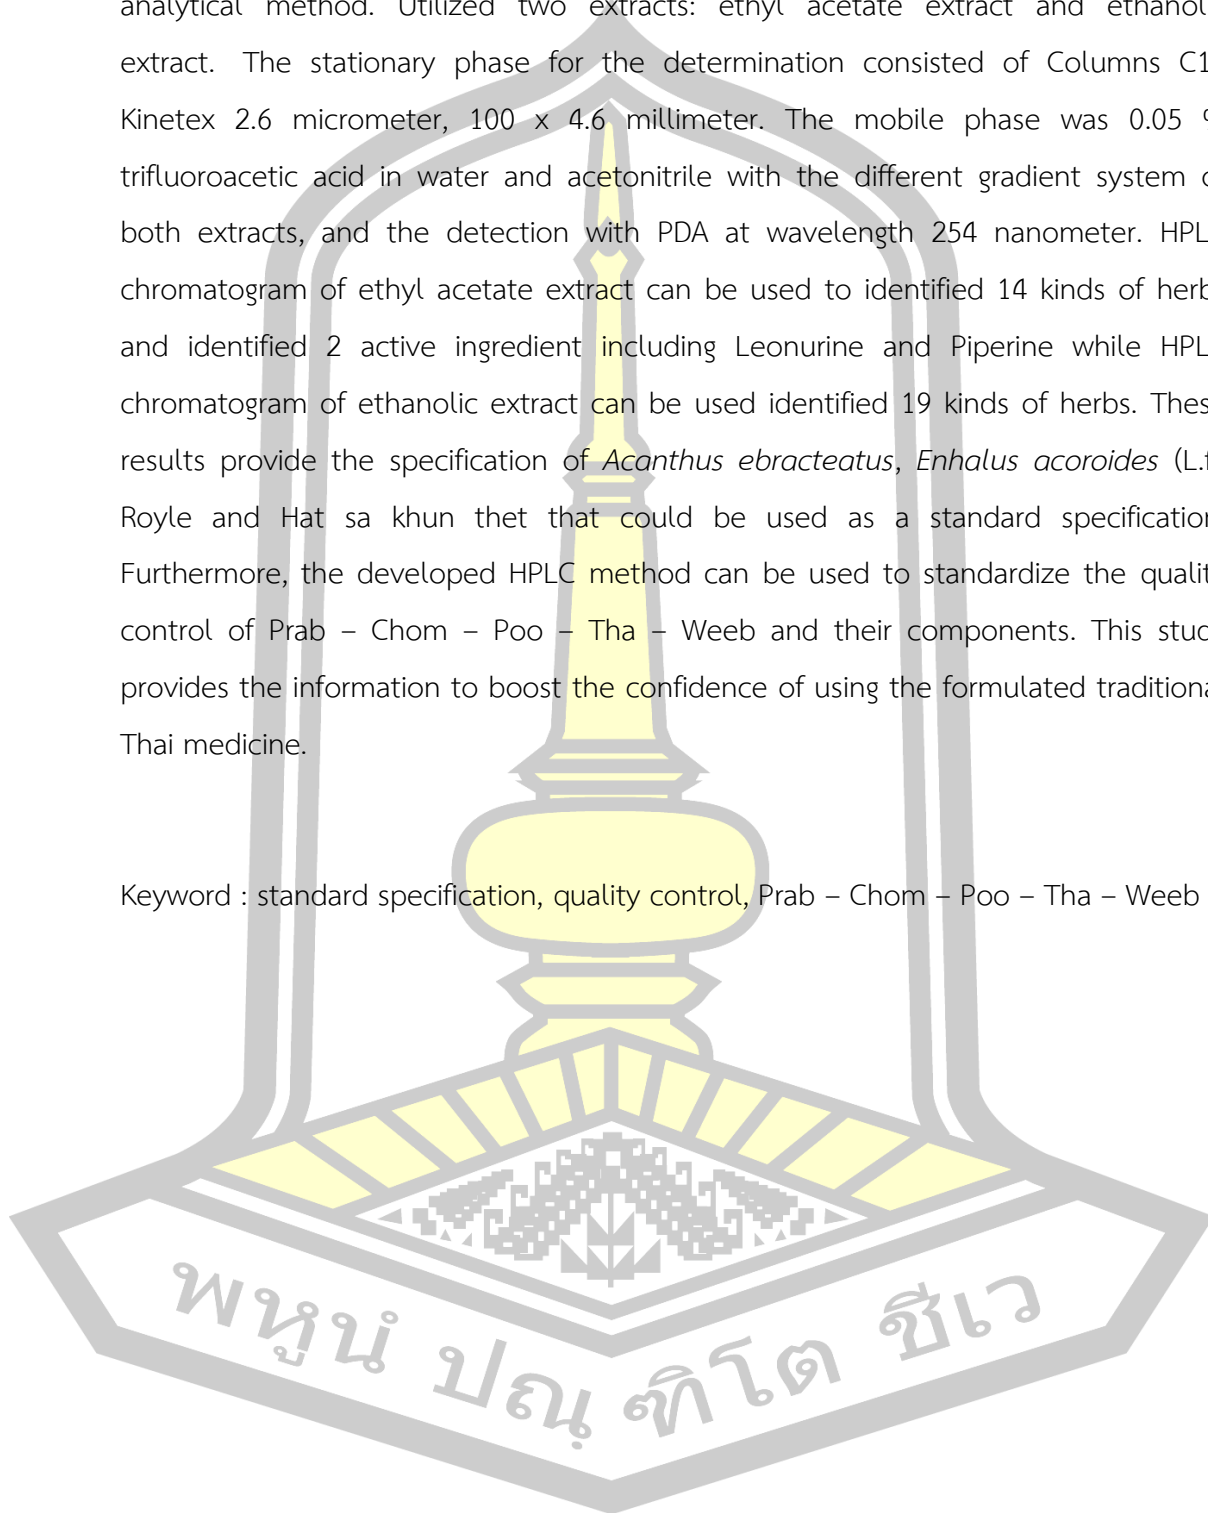 analytical method. Utilized two extracts: ethyl acetate extract and ethanol
extract. The stationary phase for the determination consisted of Columns C1
Kinetex 2.6 micrometer, 100 x 4.6 millimeter. The mobile phase was 0.05 %
trifluoroacetic acid in water and acetonitrile with the different gradient system o
both extracts, and the detection with PDA at wavelength 254 nanometer. HPL
chromatogram of ethyl acetate extract can be used to identified 14 kinds of herb
and identified 2 active ingredient including Leonurine and Piperine while HPL
chromatogram of ethanolic extract can be used identified 19 kinds of herbs. Thes
results provide the specification of Acanthus ebracteatus, Enhalus acoroides (L.f
Royle and Hat sa khun thet that could be used as a standard specification
Furthermore, the developed HPLC method can be used to standardize the qualit
control of Prab – Chom – Poo – Tha – Weeb and their components. This stud
provides the information to boost the confidence of using the formulated traditiona
Thai medicine.
Keyword : standard specification, quality control, Prab – Chom – Poo – Tha – Weeb
พหูนํ ปณฺฑิโต ชีเว